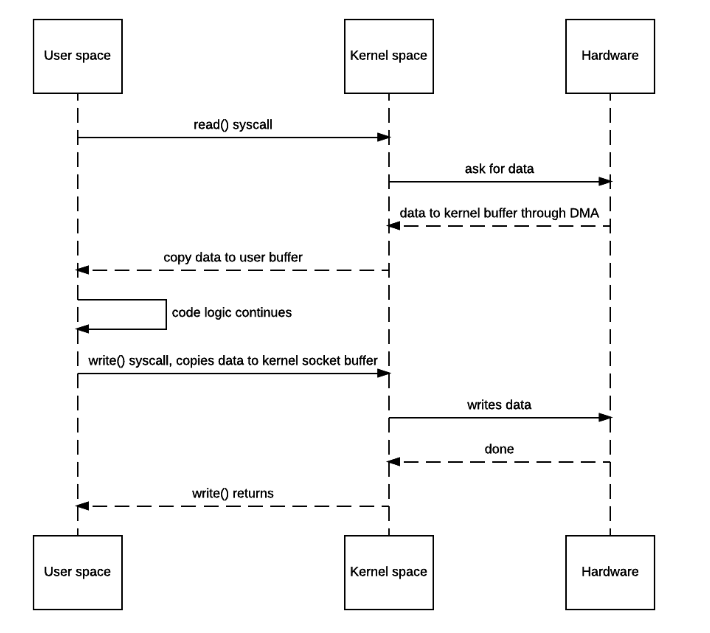 User space
Kernel space
Hardware
read() syscall
ask for data
data to kernel buffer through DMA
copy data to user buffer
code logic continues
write() syscall, copies data to kernel socket buffer
writes data
done
write() returns
User space
Kernel space
Hardware